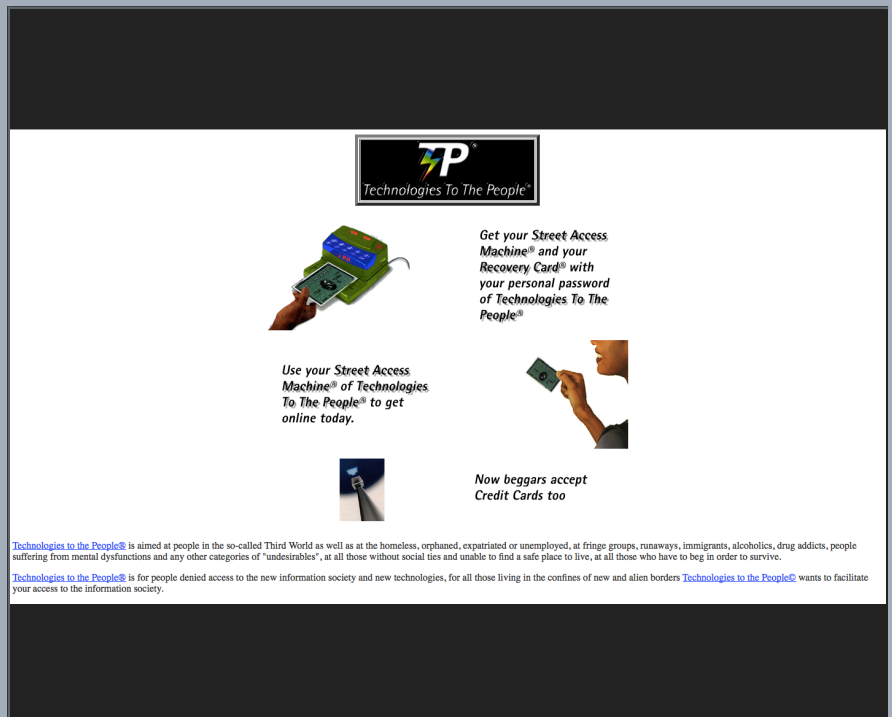 TP®
Technologies To The People®
Get your Street Access
Machine® and your
Recovery Card® with
your personal password
of Technologies To The
People®
Use your Street Access
Machine® of Technologies
To The People® to get
online today.
Now beggars accept
Credit Cards too
Technologies to the People® is aimed at people in the so-called Third World as well as at the homeless, orphaned, expatriated or unemployed, at fringe groups, runaways, immigrants, alcoholics, drug addicts, people
suffering from mental dysfunctions and any other categories of "undesirables", at all those without social ties and unable to find a safe place to live, at all those who have to beg in order to survive.
Technologies to the People® is for people denied access to the new information society and new technologies, for all those living in the confines of new and alien borders Technologies to the People© wants to facilitate
your access to the information society.